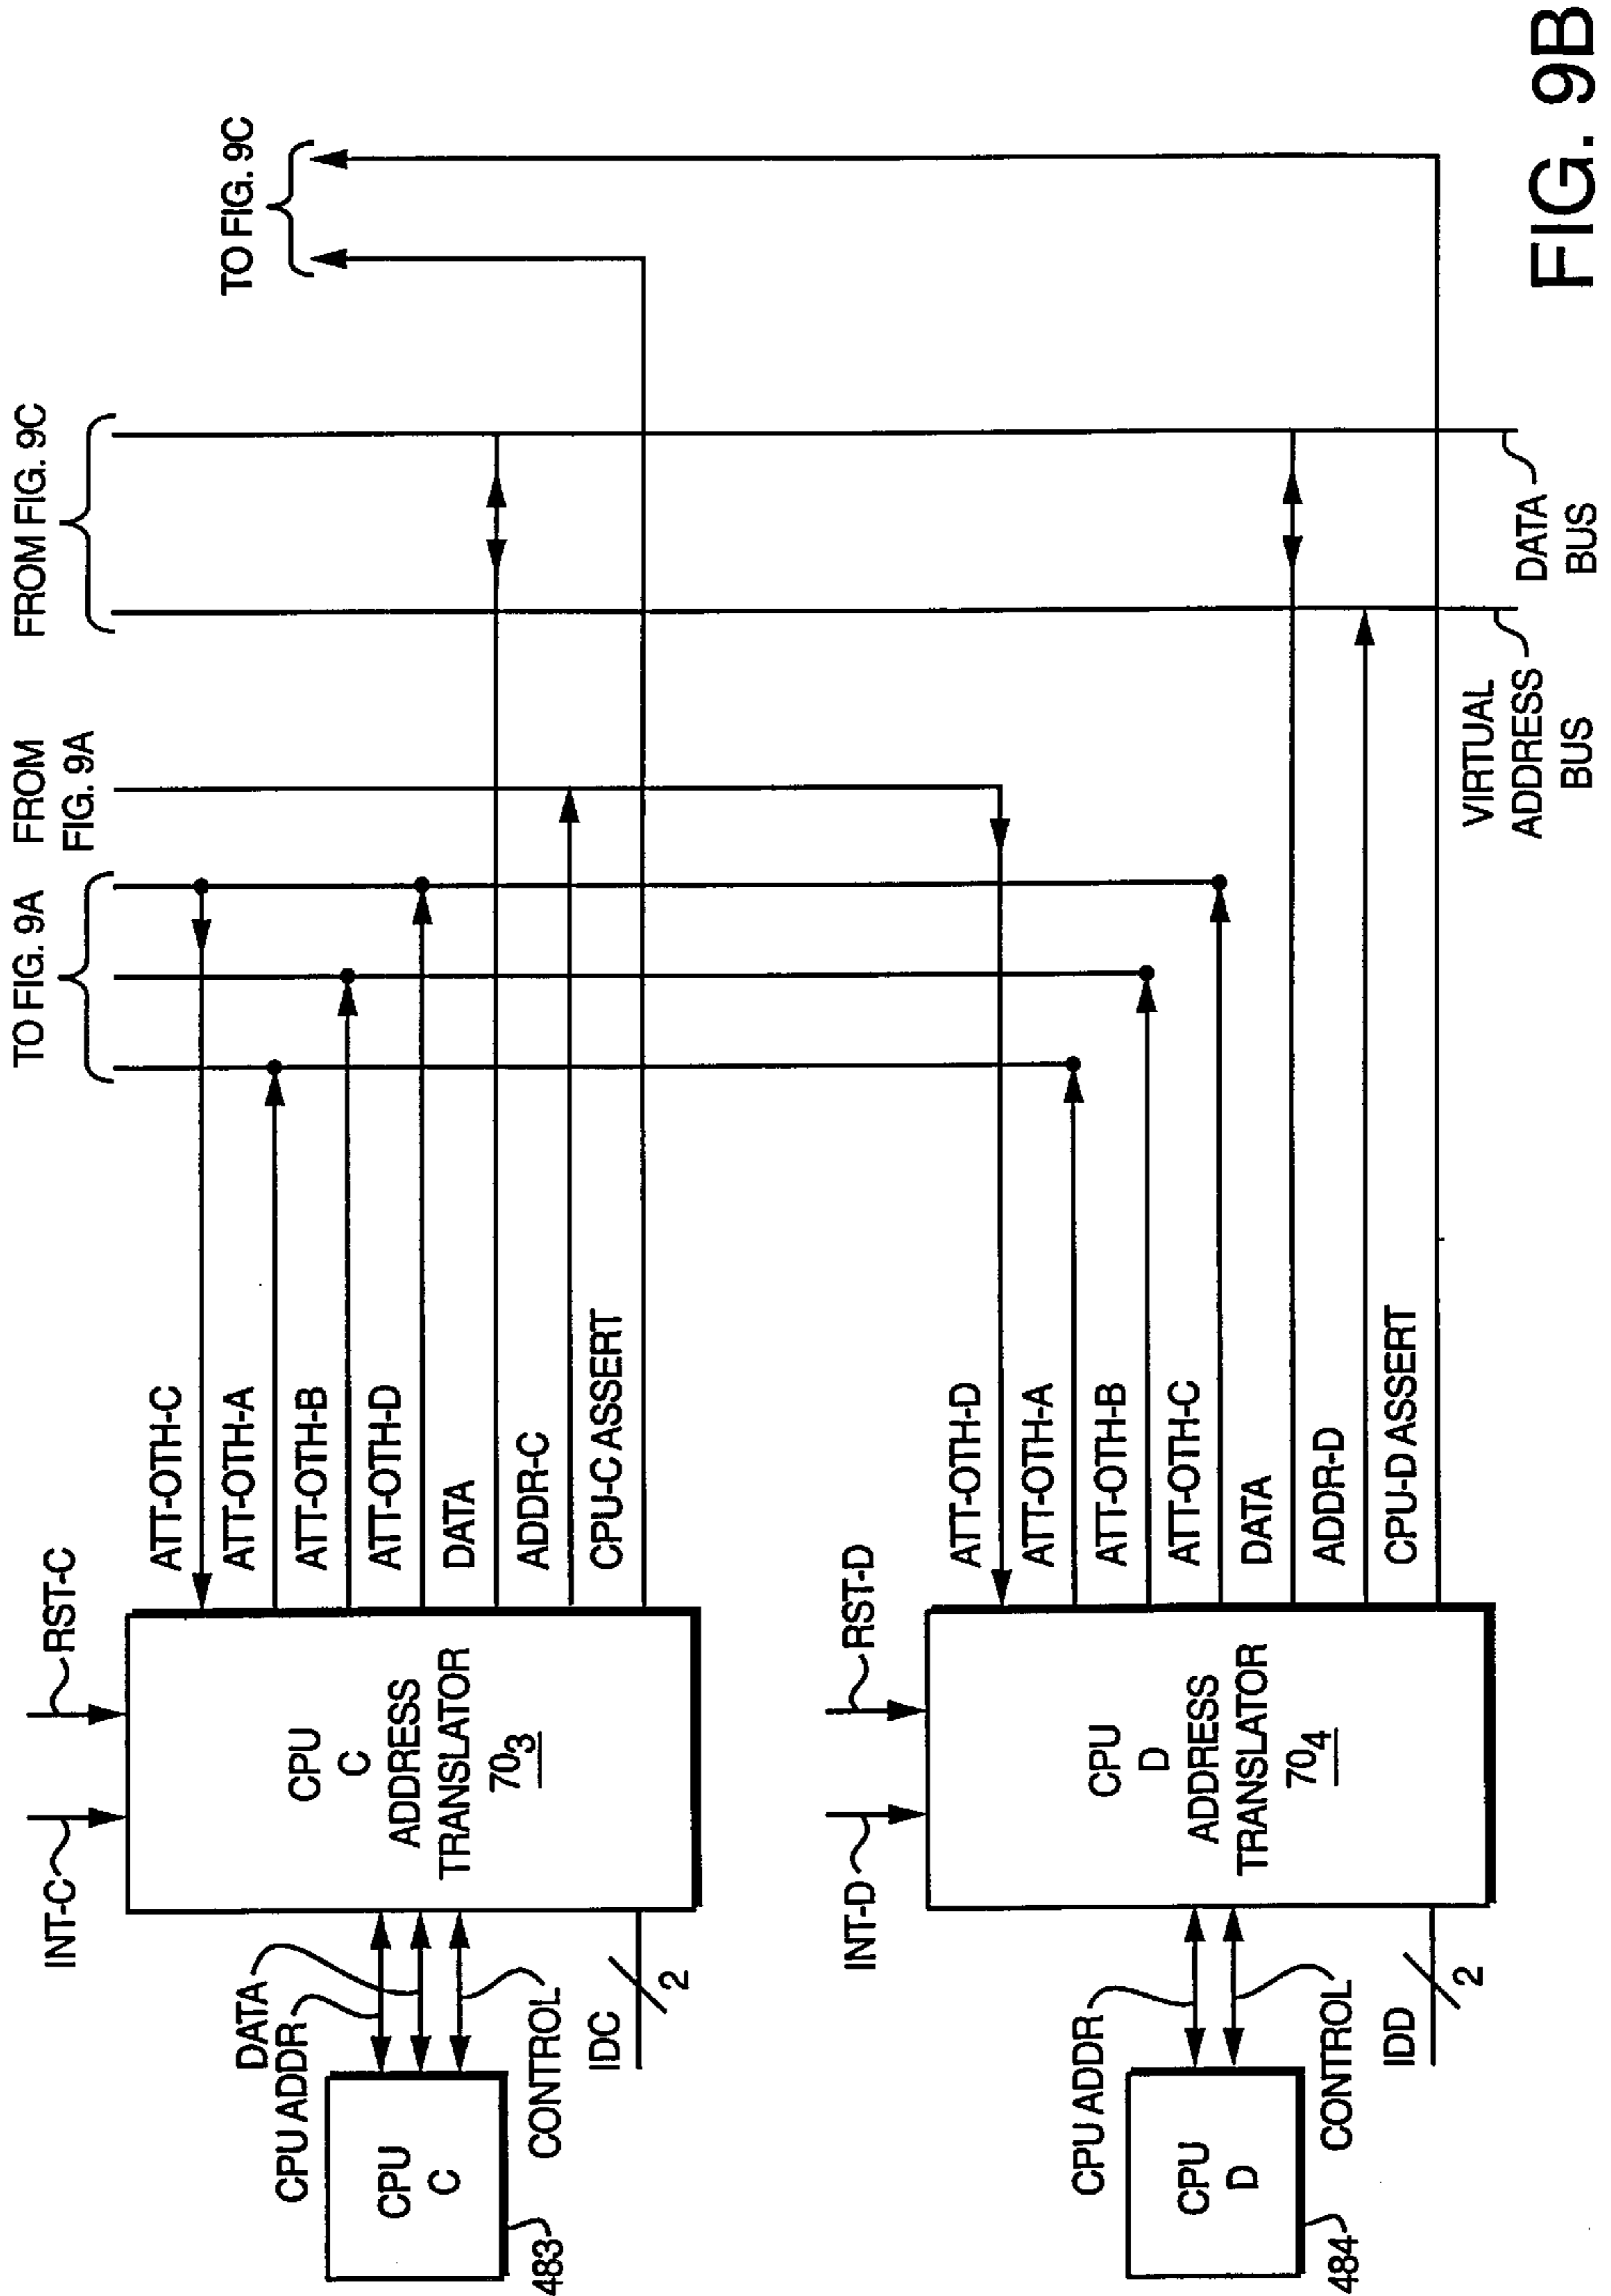 TO FIG. 9A
FROM
FIG. 9A
FROM FIG. 9C
TO FIG. 9C
INT-C
RST-C
DATA
CPU ADDR
CPU
C
483
CONTROL
IDC
2
CPU
C
ADDRESS
TRANSLATOR
70₃
ATT-OTH-C
ATT-OTH-A
ATT-OTH-B
ATT-OTH-D
DATA
ADDR-C
CPU-C ASSERT
INT-D
RST-D
CPU ADDR
CPU
D
484
CONTROL
IDD
2
CPU
D
ADDRESS
TRANSLATOR
70₄
ATT-OTH-D
ATT-OTH-A
ATT-OTH-B
ATT-OTH-C
DATA
ADDR-D
CPU-D ASSERT
VIRTUAL
ADDRESS
BUS
DATA
BUS
FIG. 9B